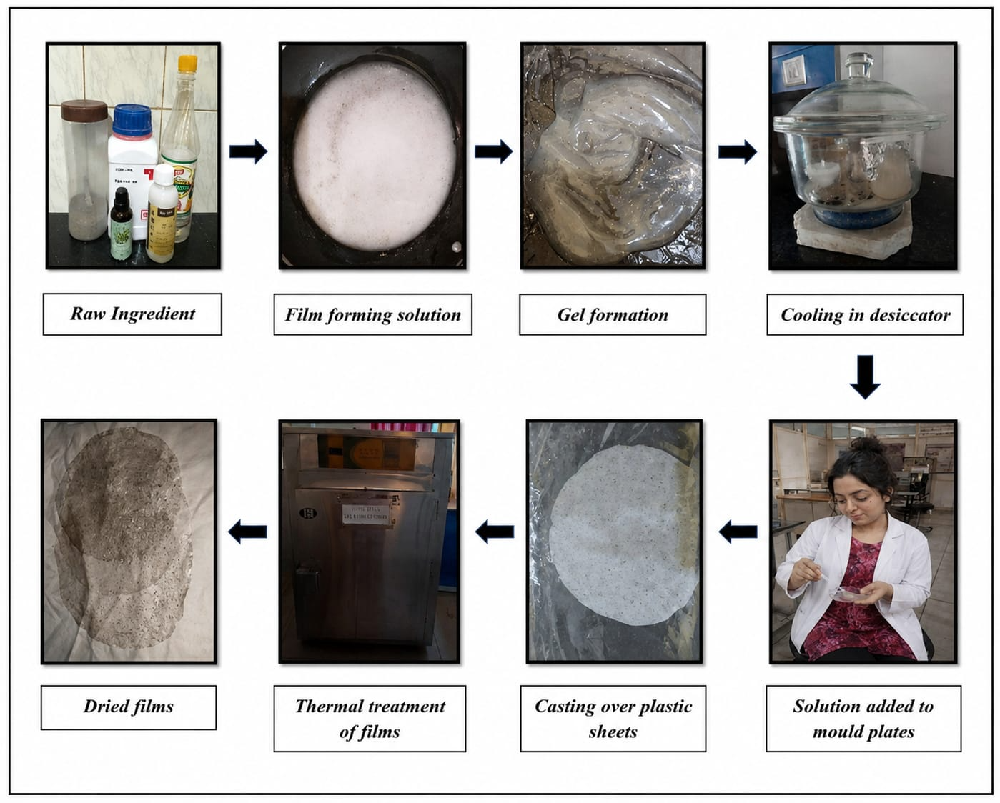 Raw Ingredient
Film forming solution
Gel formation
Cooling in desiccator
Solution added to
mould plates
Casting over plastic
sheets
Thermal treatment
of films
Dried films